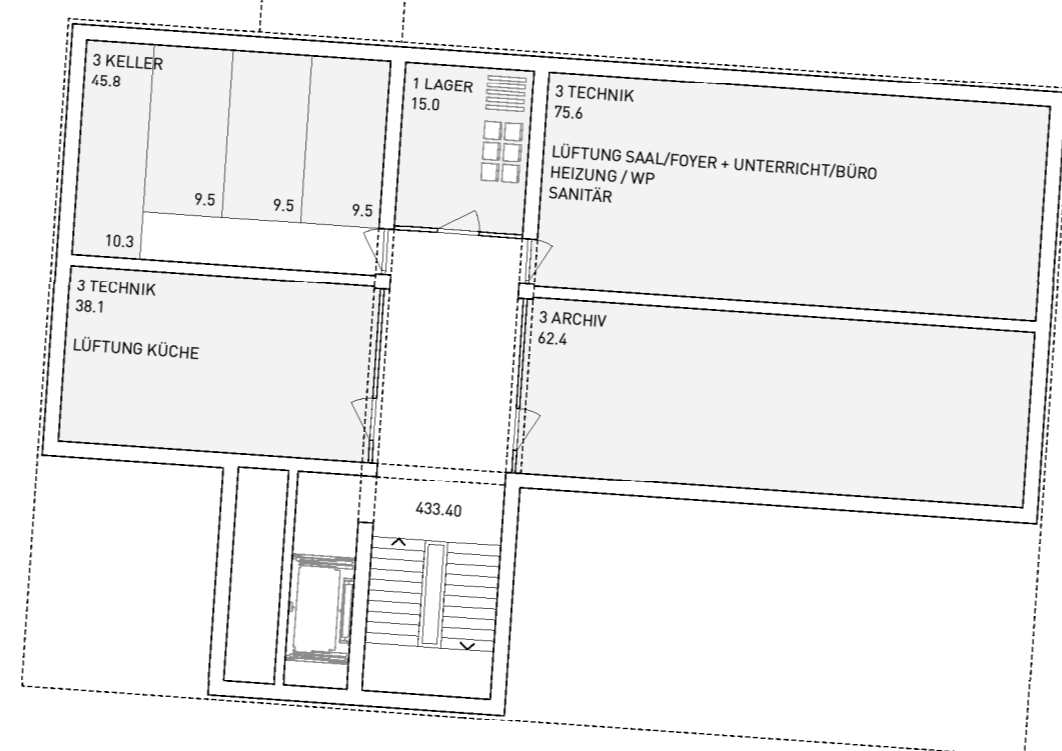 3 KELLER
45.8
9.5
9.5
9.5
10.3
1 LAGER
15.0
3 TECHNIK
75.6
LÜFTUNG SAAL/FOYER + UNTERRICHT/BÜRO
HEIZUNG / WP
SANITÄR
3 TECHNIK
38.1
LÜFTUNG KÜCHE
3 ARCHIV
62.4
433.40